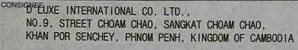 CONSIGNEE
D'LUXE INTERNATIONAL CO. LTD.,
NO.9, STREET CHOAM CHAO, SANGKAT CHOAM CHAO,
KHAN POR SENCHEY, PHNOM PENH, KINGDOM OF CAMBODIA